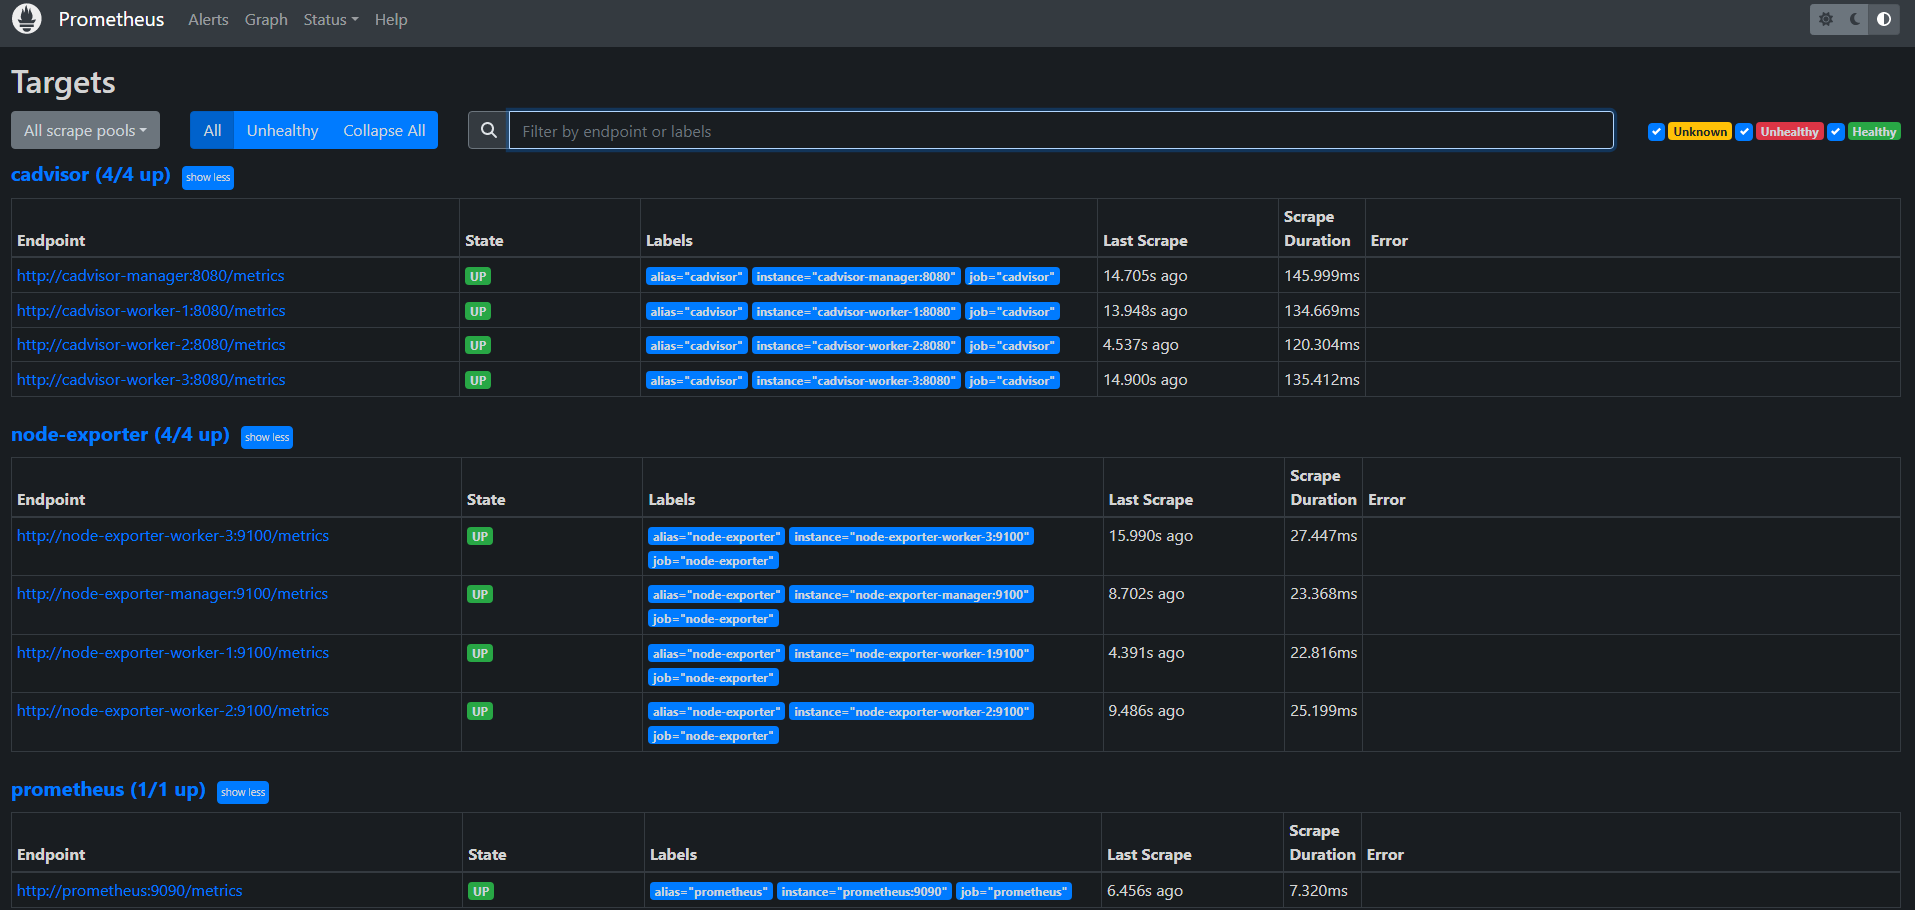 Prometheus Alerts Graph Status Help
Targets
All scrape pools All Unhealthy Collapse All Filter by endpoint or labels Unknown Unhealthy Healthy
cadvisor (4/4 up) show less
Endpoint State Labels Last Scrape Scrape Duration Error
http://cadvisor-manager:8080/metrics UP alias="cadvisor" instance="cadvisor-manager:8080" job="cadvisor" 14.705s ago 145.999ms
http://cadvisor-worker-1:8080/metrics UP alias="cadvisor" instance="cadvisor-worker-1:8080" job="cadvisor" 13.948s ago 134.669ms
http://cadvisor-worker-2:8080/metrics UP alias="cadvisor" instance="cadvisor-worker-2:8080" job="cadvisor" 4.537s ago 120.304ms
http://cadvisor-worker-3:8080/metrics UP alias="cadvisor" instance="cadvisor-worker-3:8080" job="cadvisor" 14.900s ago 135.412ms
node-exporter (4/4 up) show less
Endpoint State Labels Last Scrape Scrape Duration Error
http://node-exporter-worker-3:9100/metrics UP alias="node-exporter" instance="node-exporter-worker-3:9100" 15.990s ago 27.447ms
job="node-exporter"
http://node-exporter-manager:9100/metrics UP alias="node-exporter" instance="node-exporter-manager:9100" 8.702s ago 23.368ms
job="node-exporter"
http://node-exporter-worker-1:9100/metrics UP alias="node-exporter" instance="node-exporter-worker-1:9100" 4.391s ago 22.816ms
job="node-exporter"
http://node-exporter-worker-2:9100/metrics UP alias="node-exporter" instance="node-exporter-worker-2:9100" 9.486s ago 25.199ms
job="node-exporter"
prometheus (1/1 up) show less
Endpoint State Labels Last Scrape Scrape Duration Error
http://prometheus:9090/metrics UP alias="prometheus" instance="prometheus:9090" job="prometheus" 6.456s ago 7.320ms